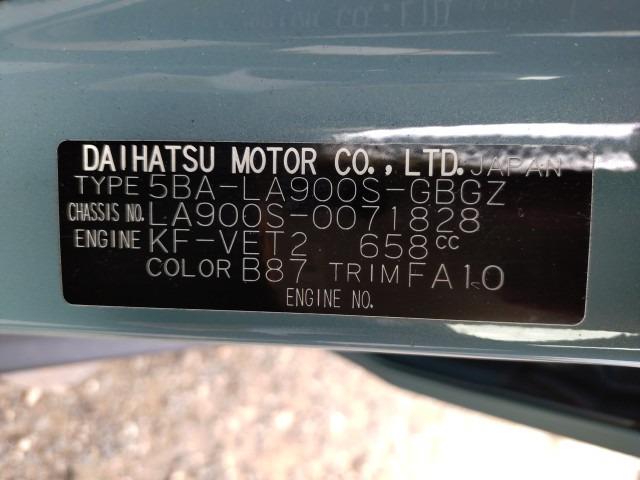 DAIHATSU MOTOR CO., LTD. JAPAN
TYPE 5BA-LA900S-GBGZ
CHASSIS NO. LA900S-0071828
ENGINE KF-VET2 658CC
COLOR B87 TRIM FA10
ENGINE NO.